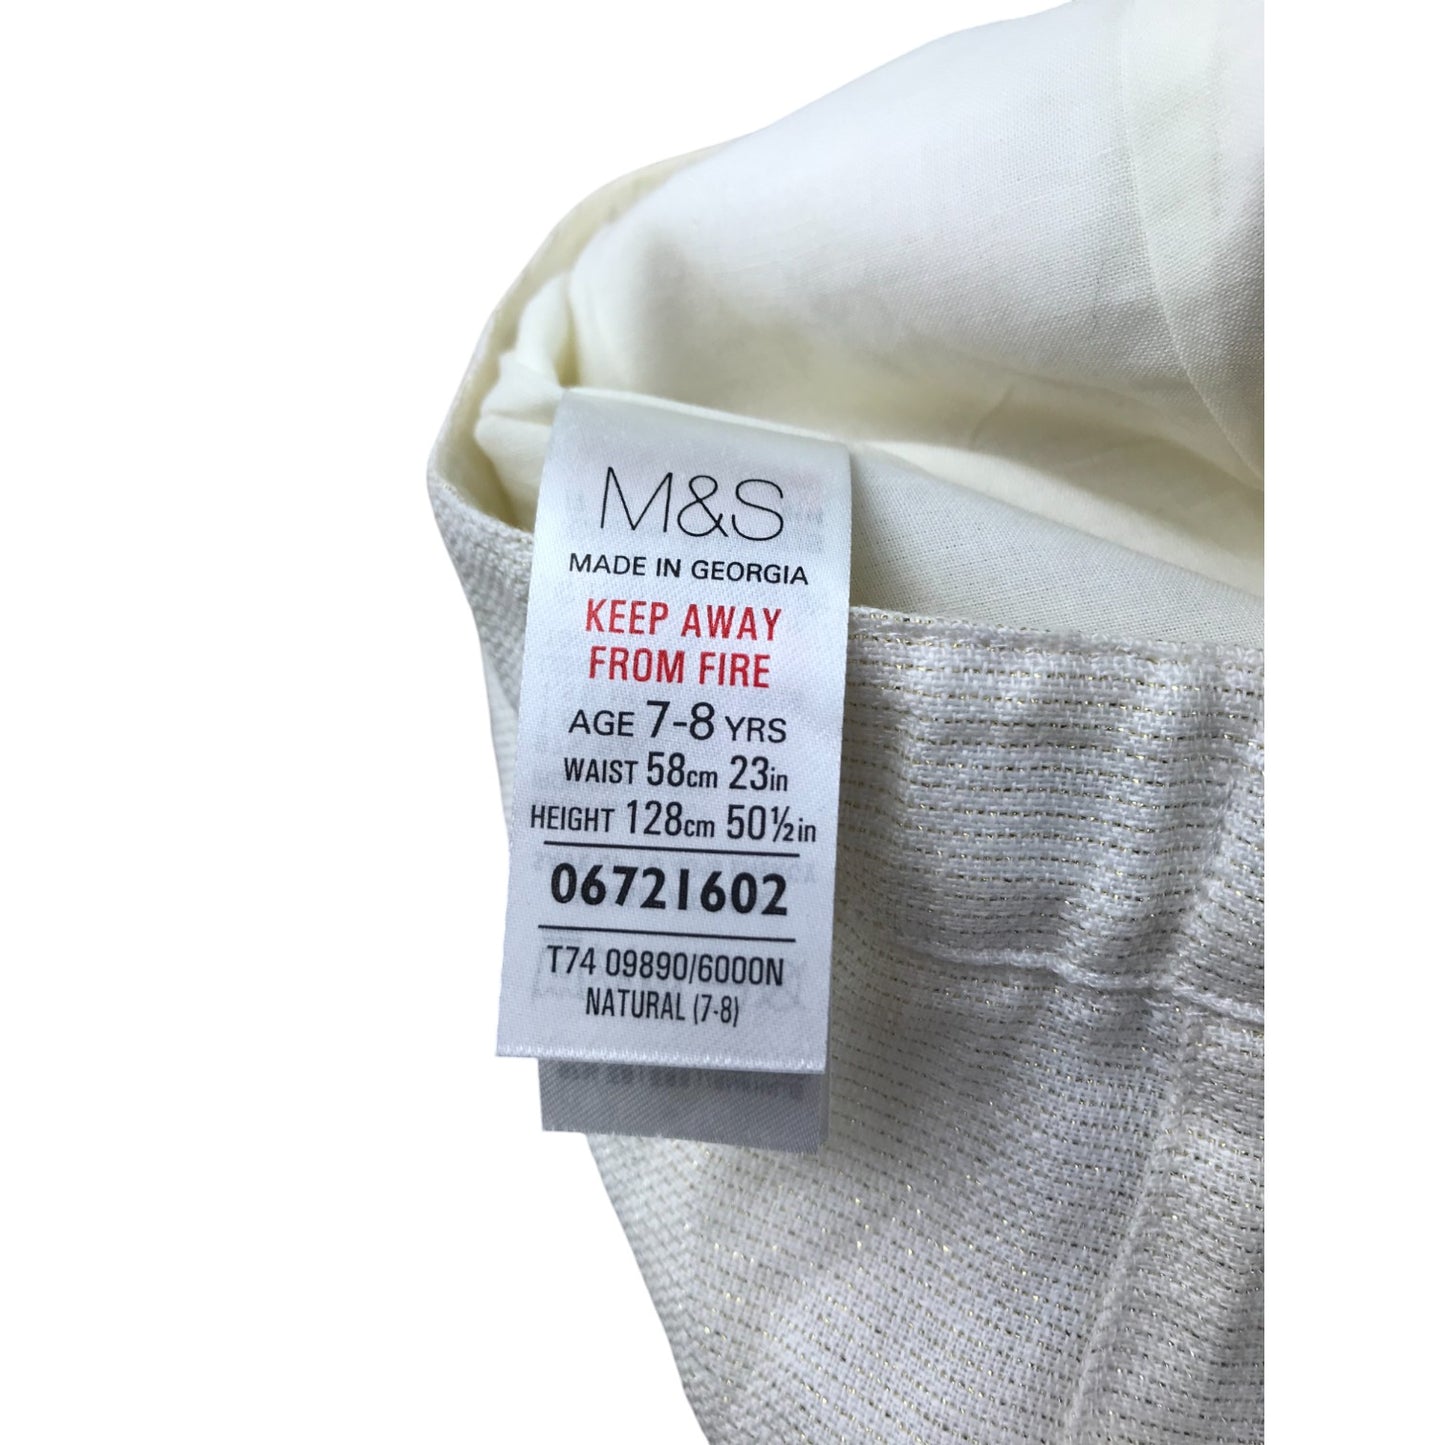 M&S
MADE IN GEORGIA
KEEP AWAY
FROM FIRE
AGE 7-8 YRS
WAIST 58cm 23in
HEIGHT 128cm 50½in
06721602
T74 09890/6000N
NATURAL (7-8)